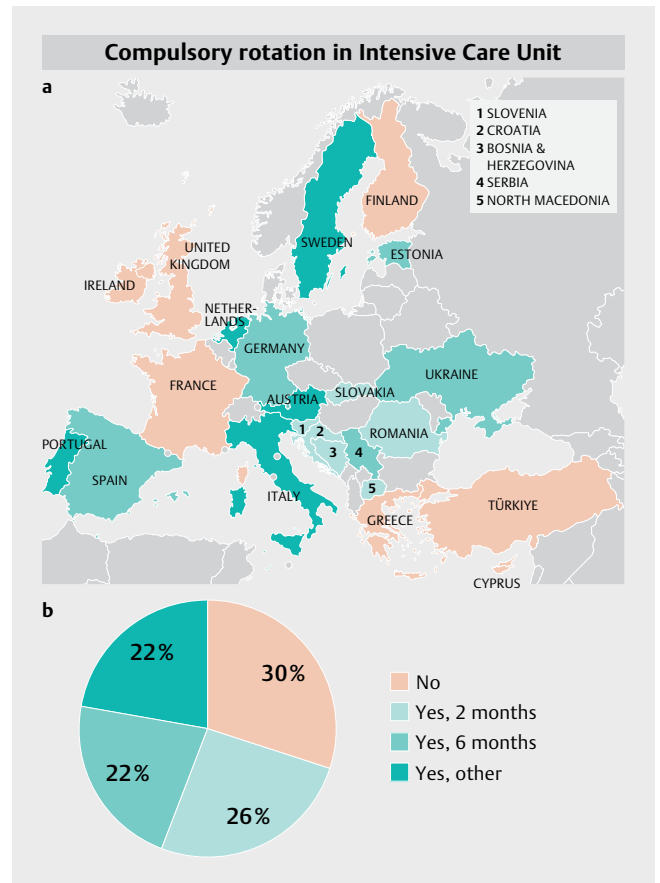 Compulsory rotation in Intensive Care Unit
a
1 SLOVENIA
2 CROATIA
3 BOSNIA &
HERZEGOVINA
4 SERBIA
5 NORTH MACEDONIA
FINLAND
SWEDEN
ESTONIA
UNITED
KINGDOM
IRELAND
NETHER-
LANDS
GERMANY
FRANCE
UKRAINE
SLOVAKIA
AUSTRIA
1
2
ROMANIA
3
4
PORTUGAL
SPAIN
ITALY
5
GREECE
TÜRKIYE
CYPRUS
b
22%
30%
22%
26%
No
Yes, 2 months
Yes, 6 months
Yes, other